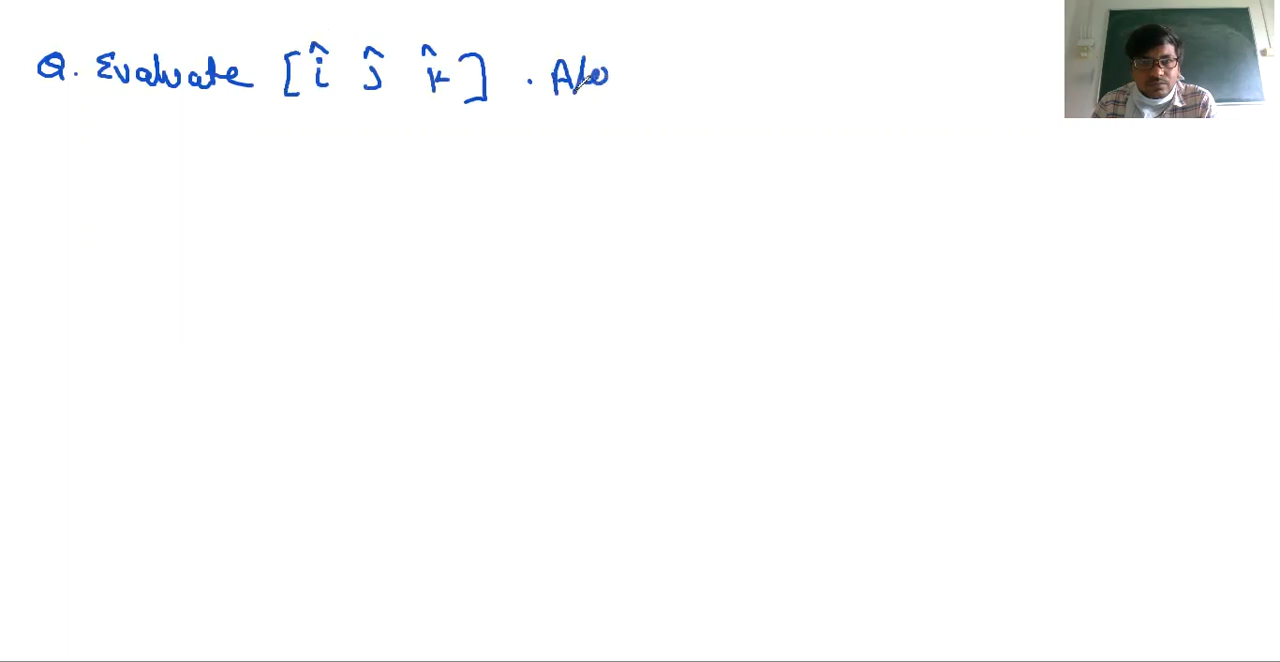 Q. Evaluate [î ĵ k̂] . Also